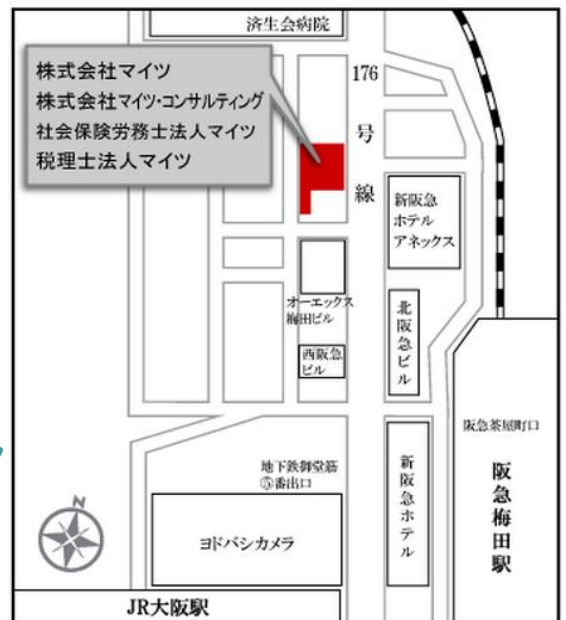 済生会病院
株式会社マイツ
株式会社マイツ・コンサルティング
社会保険労務士法人マイツ
税理士法人マイツ
176号線
新阪急
ホテル
アネックス
オーエックス
梅田ビル
北阪急ビル
西阪急
ビル
阪急茶屋町口
地下鉄御堂筋
⑤番出口
新阪急ホテル
阪急梅田駅
N
ヨドバシカメラ
JR大阪駅